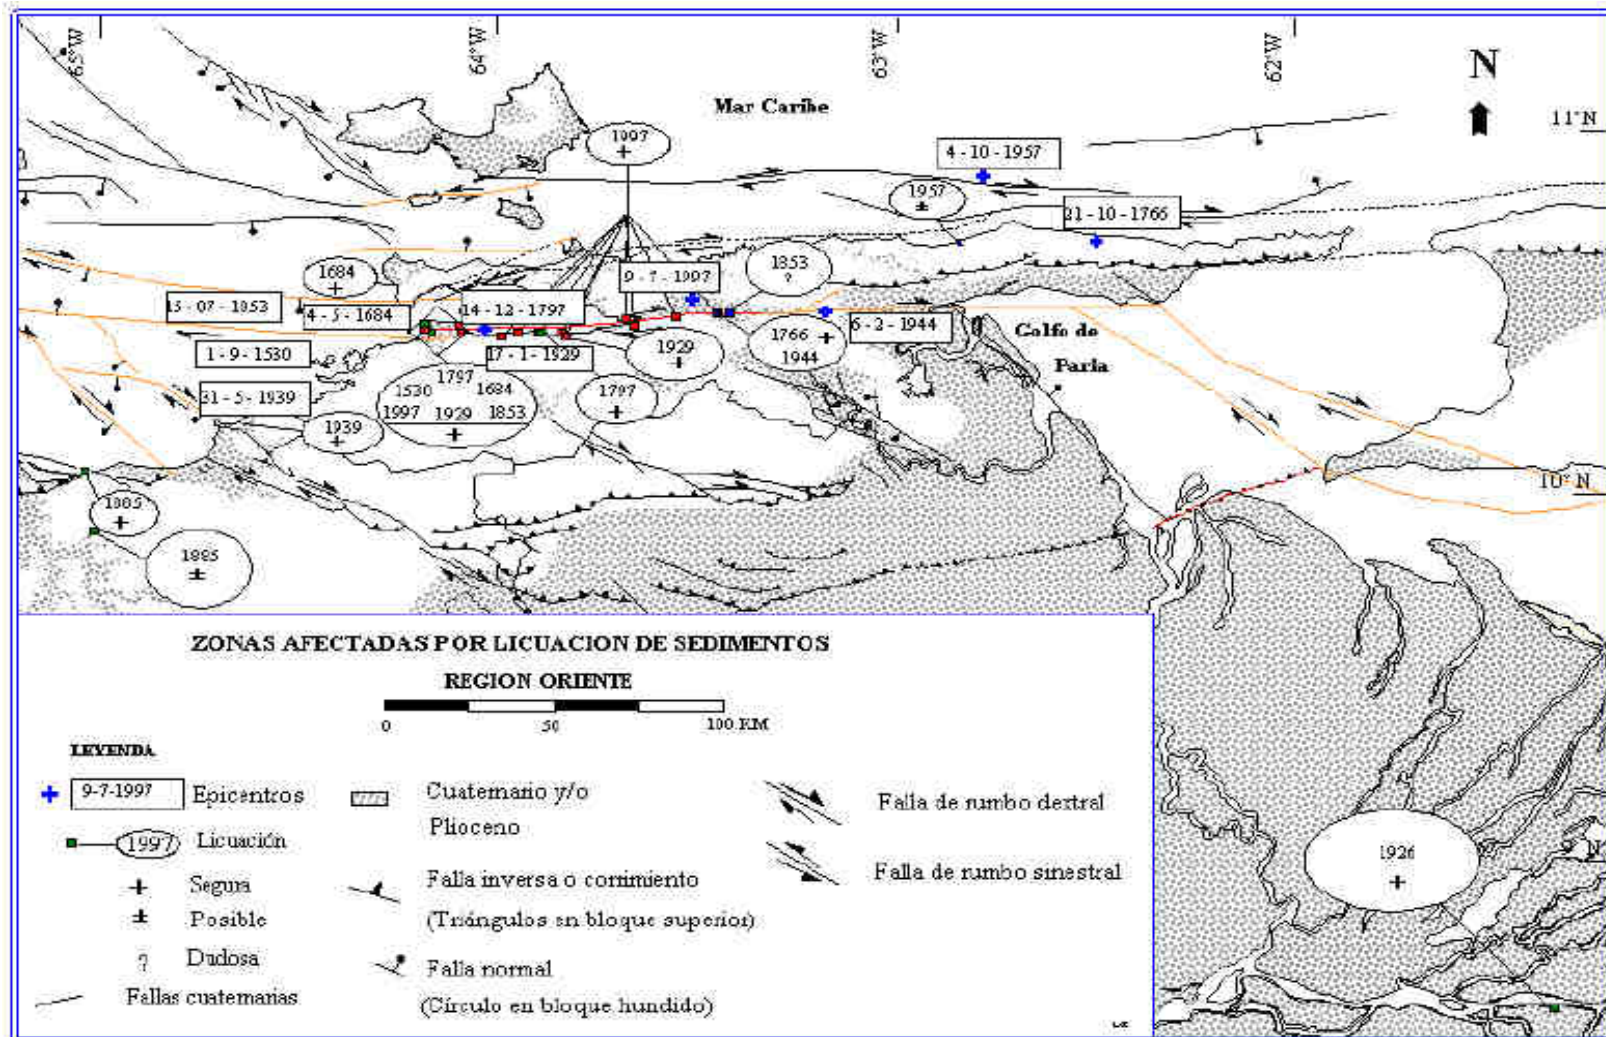 65°W
64°W
63°W
62°W
N
Mar Caribe
11°N
1997
4 - 10 - 1957
1957
21 - 10 - 1766
1684
9 - 7 - 1997
1853
?
15 - 07 - 1853
4 - 5 - 1684
14 - 12 - 1797
6 - 2 - 1944
Golfo de
Paria
1 - 9 - 1530
17 - 1 - 1929
1929
1766
1944
31 - 5 - 1939
1939
1797
1530 1684
1997 1929 1853
1797
10° N
1885
1885
ZONAS AFECTADAS POR LICUACION DE SEDIMENTOS
REGION ORIENTE
0 50 100 KM
LEYENDA
9-7-1997 Epicentros
1997 Licuación
Segura
Posible
? Dudosa
Fallas cuaternarias
Cuaternario y/o
Plioceno
Falla inversa o corrimiento
(Triángulos en bloque superior)
Falla normal
(Círculo en bloque hundido)
Falla de rumbo dextral
Falla de rumbo sinestral
1926